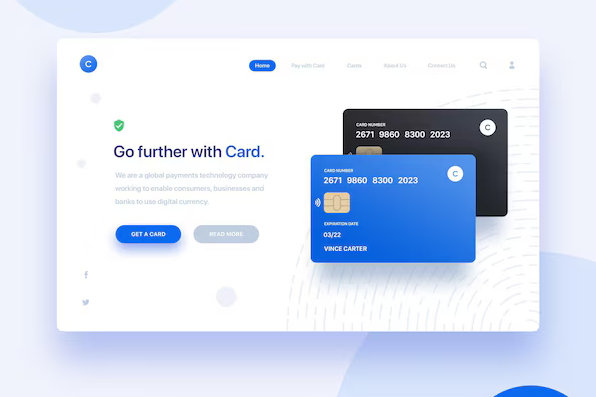 C
Home
Pay with Card
Cards
About Us
Contact Us
Go further with Card.
We are a global payments technology company
working to enable consumers, businesses and
banks to use digital currency.
GET A CARD
READ MORE
CARD NUMBER
2671 9860 8300 2023
C
CARD NUMBER
2671 9860 8300 2023
C
EXPIRATION DATE
03/22
VINCE CARTER